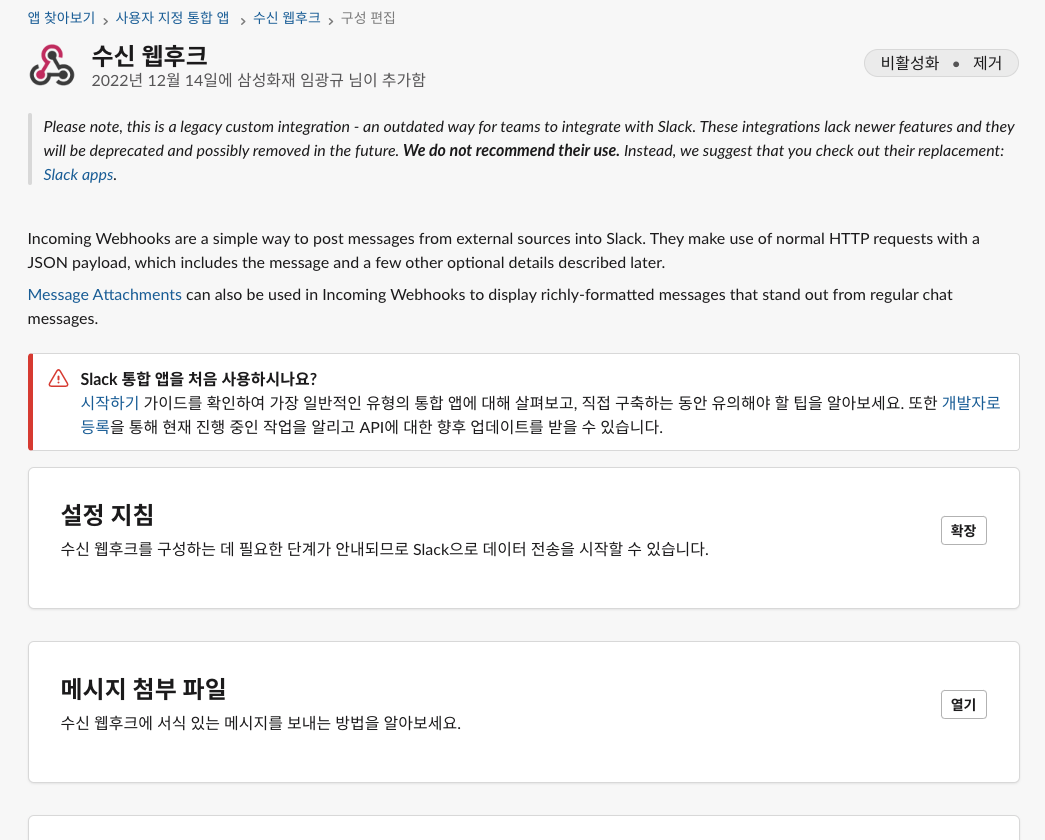 앱 찾아보기 > 사용자 지정 통합 앱 > 수신 웹후크 > 구성 편집
수신 웹후크
2022년 12월 14일에 삼성화재 임광규 님이 추가함
비활성화 • 제거
Please note, this is a legacy custom integration - an outdated way for teams to integrate with Slack. These integrations lack newer features and they
will be deprecated and possibly removed in the future. We do not recommend their use. Instead, we suggest that you check out their replacement:
Slack apps.
Incoming Webhooks are a simple way to post messages from external sources into Slack. They make use of normal HTTP requests with a
JSON payload, which includes the message and a few other optional details described later.
Message Attachments can also be used in Incoming Webhooks to display richly-formatted messages that stand out from regular chat
messages.
Slack 통합 앱을 처음 사용하시나요?
시작하기 가이드를 확인하여 가장 일반적인 유형의 통합 앱에 대해 살펴보고, 직접 구축하는 동안 유의해야 할 팁을 알아보세요. 또한 개발자로
등록을 통해 현재 진행 중인 작업을 알리고 API에 대한 향후 업데이트를 받을 수 있습니다.
설정 지침
수신 웹후크를 구성하는 데 필요한 단계가 안내되므로 Slack으로 데이터 전송을 시작할 수 있습니다.
확장
메시지 첨부 파일
수신 웹후크에 서식 있는 메시지를 보내는 방법을 알아보세요.
열기